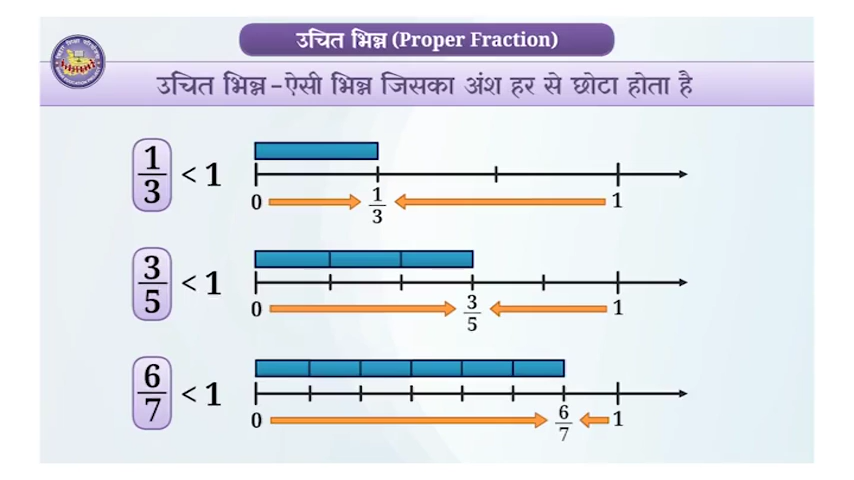 उचित भिन्न (Proper Fraction)
उचित भिन्न - ऐसी भिन्न जिसका अंश हर से छोटा होता है
1/3 < 1
0 1/3 1
3/5 < 1
0 3/5 1
6/7 < 1
0 6/7 1